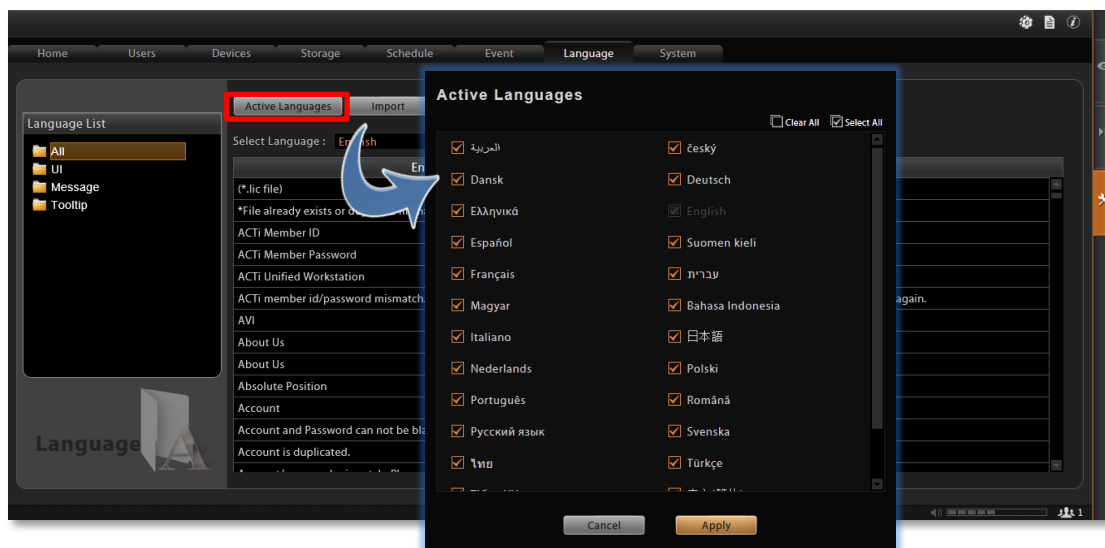 Home Users Devices Storage Schedule Event Language System
Active Languages Import
Language List
All
UI
Message
Tooltip
Language
Select Language : English
(*.lic file)
*File already exists or
ACTi Member ID
ACTi Member Password
ACTi Unified Workstation
ACTi member id/password mismatch. again.
AVI
About Us
About Us
Absolute Position
Account
Account and Password can not be
Account is duplicated.
Active Languages
Clear All Select All
العربية český
Dansk Deutsch
Ελληνικά English
Español Suomen kieli
Français עברית
Magyar Bahasa Indonesia
Italiano 日本語
Nederlands Polski
Português Română
Русский язык Svenska
ไทย Türkçe
Cancel Apply
1